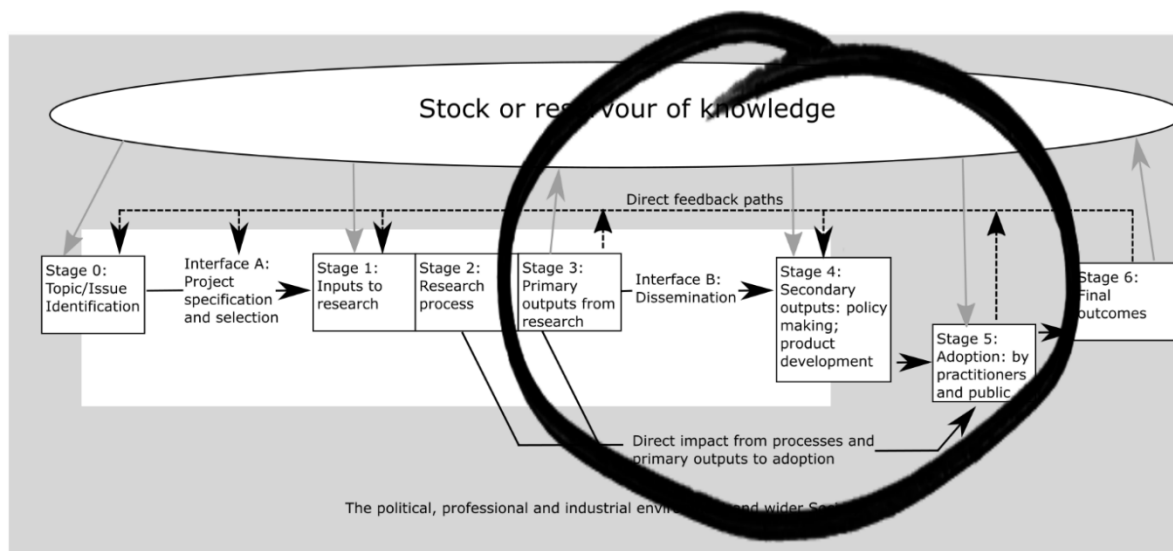 Stock or reservour of knowledge
Direct feedback paths
Stage 0:
Topic/Issue
Identification
Interface A:
Project
specification
and selection
Stage 1:
Inputs to
research
Stage 2:
Research
process
Stage 3:
Primary
outputs from
research
Interface B:
Dissemination
Stage 4:
Secondary
outputs: policy
making;
product
development
Stage 5:
Adoption: by
practitioners
and public
Stage 6:
Final
outcomes
Direct impact from processes and
primary outputs to adoption
The political, professional and industrial and wider